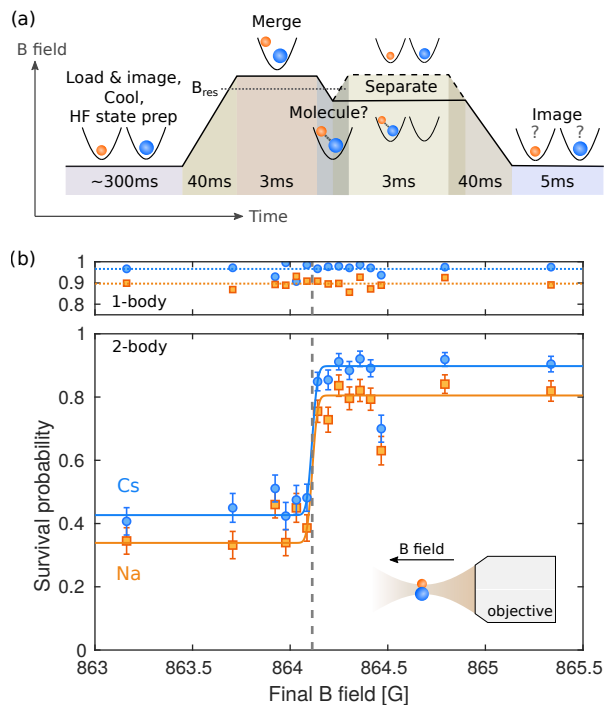 (a)
B field
Merge
Load & image,
Cool,
HF state prep
B_res
Separate
Molecule?
Image
? ?
~300ms 40ms 3ms 3ms 40ms 5ms
Time
(b)
1
0.9
0.8
1-body
2-body
1
0.8
0.6
0.4
0.2
0
Survival probability
Cs
Na
B field
objective
863 863.5 864 864.5 865 865.5
Final B field [G]